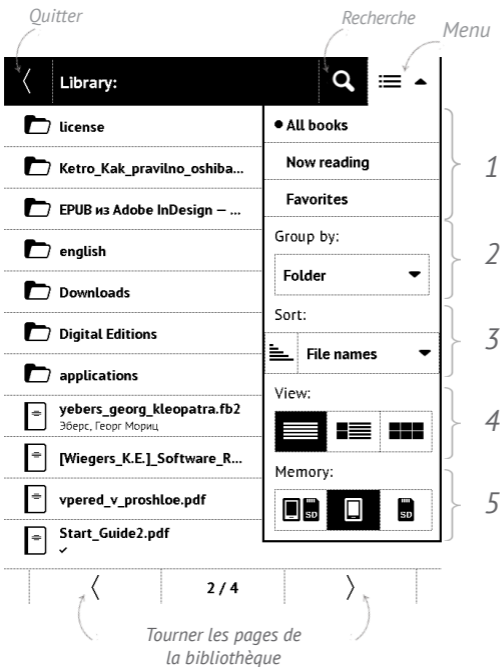 Quitter
Recherche
Menu
Library:
license
Ketro_Kak_pravilno_oshiba...
EPUB из Adobe InDesign — ...
english
Downloads
Digital Editions
applications
yebers_georg_kleopatra.fb2
Эберс, Георг Мориц
[Wiegers_K.E.]_Software_R...
vpered_v_proshloe.pdf
Start_Guide2.pdf
All books
Now reading
Favorites
1
Group by:
Folder
2
Sort:
File names
3
View:
4
Memory:
SD
SD
5
2 / 4
Tourner les pages de
la bibliothèque